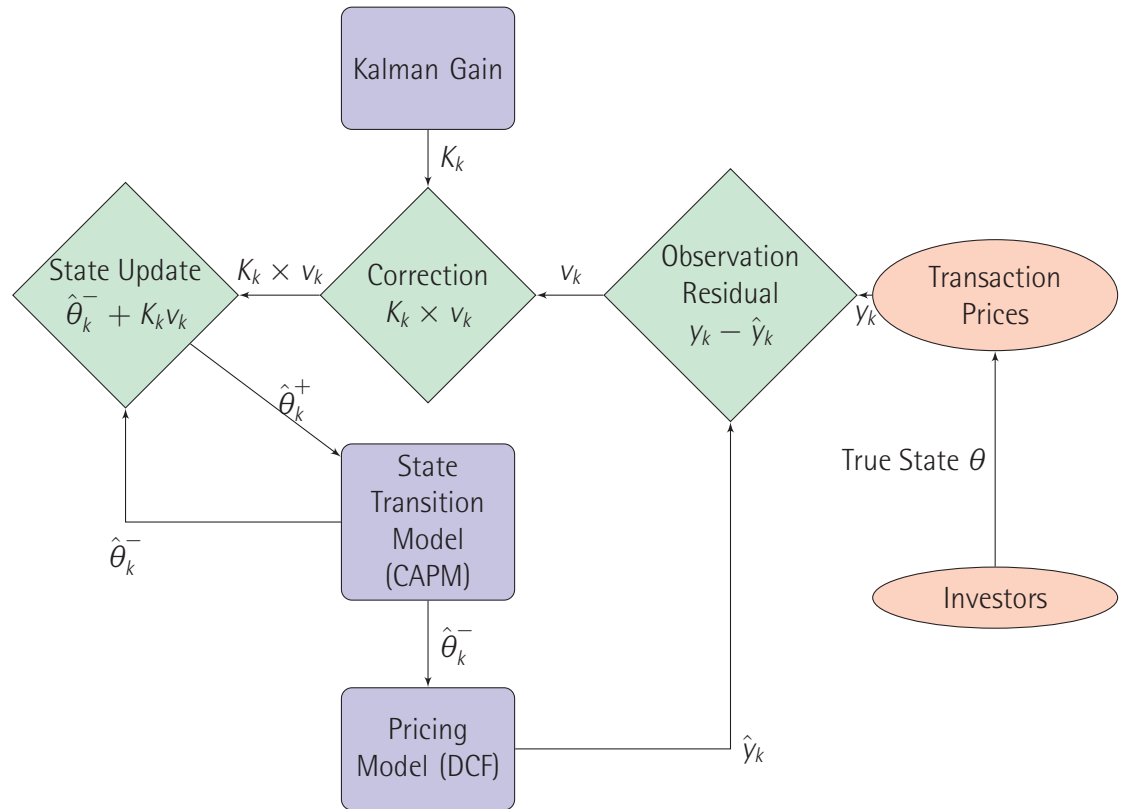 Kalman Gain
K_k
State Update
θ̂_k^- + K_k v_k
K_k × v_k
Correction
K_k × v_k
v_k
Observation
Residual
y_k − ŷ_k
y_k
Transaction
Prices
θ̂_k^+
State
Transition
Model
(CAPM)
True State θ
θ̂_k^-
θ̂_k^-
Investors
Pricing
Model (DCF)
ŷ_k